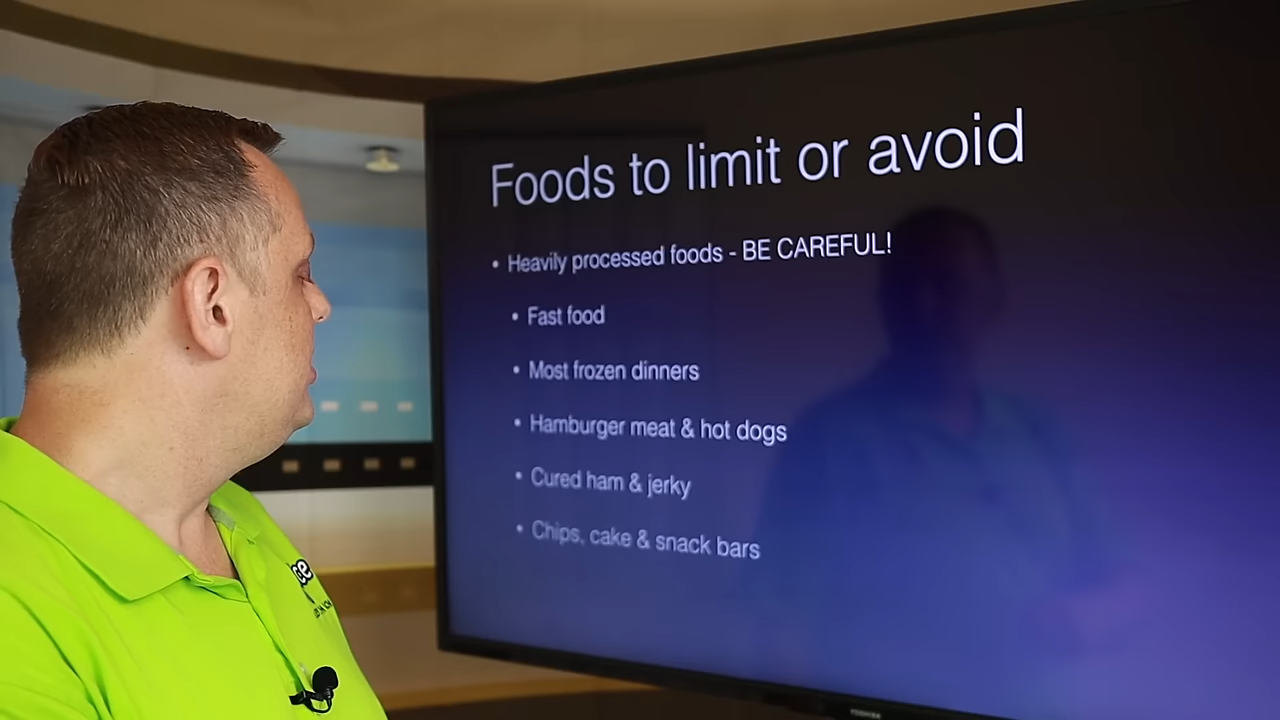 Foods to limit or avoid
• Heavily processed foods - BE CAREFUL!
• Fast food
• Most frozen dinners
• Hamburger meat & hot dogs
• Cured ham & jerky
• Chips, cake & snack bars
TOSHIBA